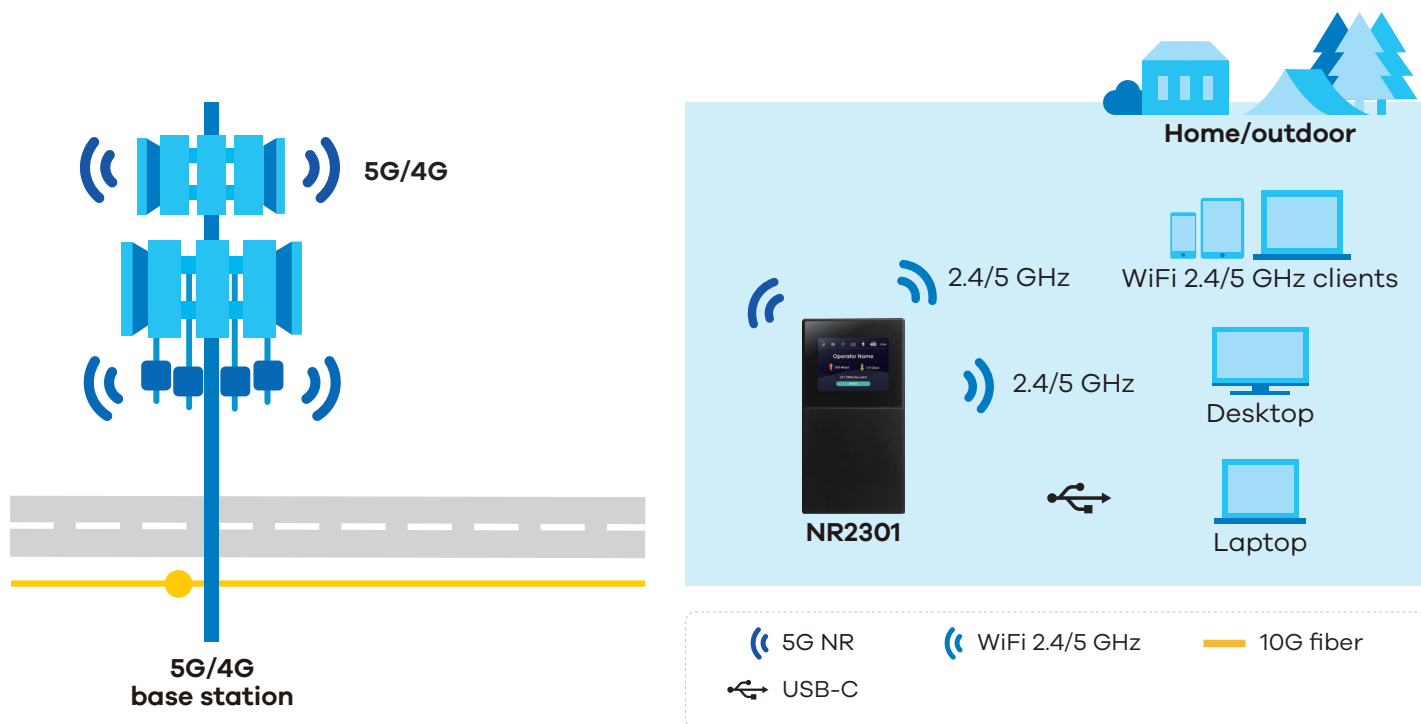 5G/4G
5G/4G
base station
Home/outdoor
WiFi 2.4/5 GHz clients
2.4/5 GHz
2.4/5 GHz
Desktop
Laptop
Operator Name
NR2301
5G NR
WiFi 2.4/5 GHz
10G fiber
USB-C